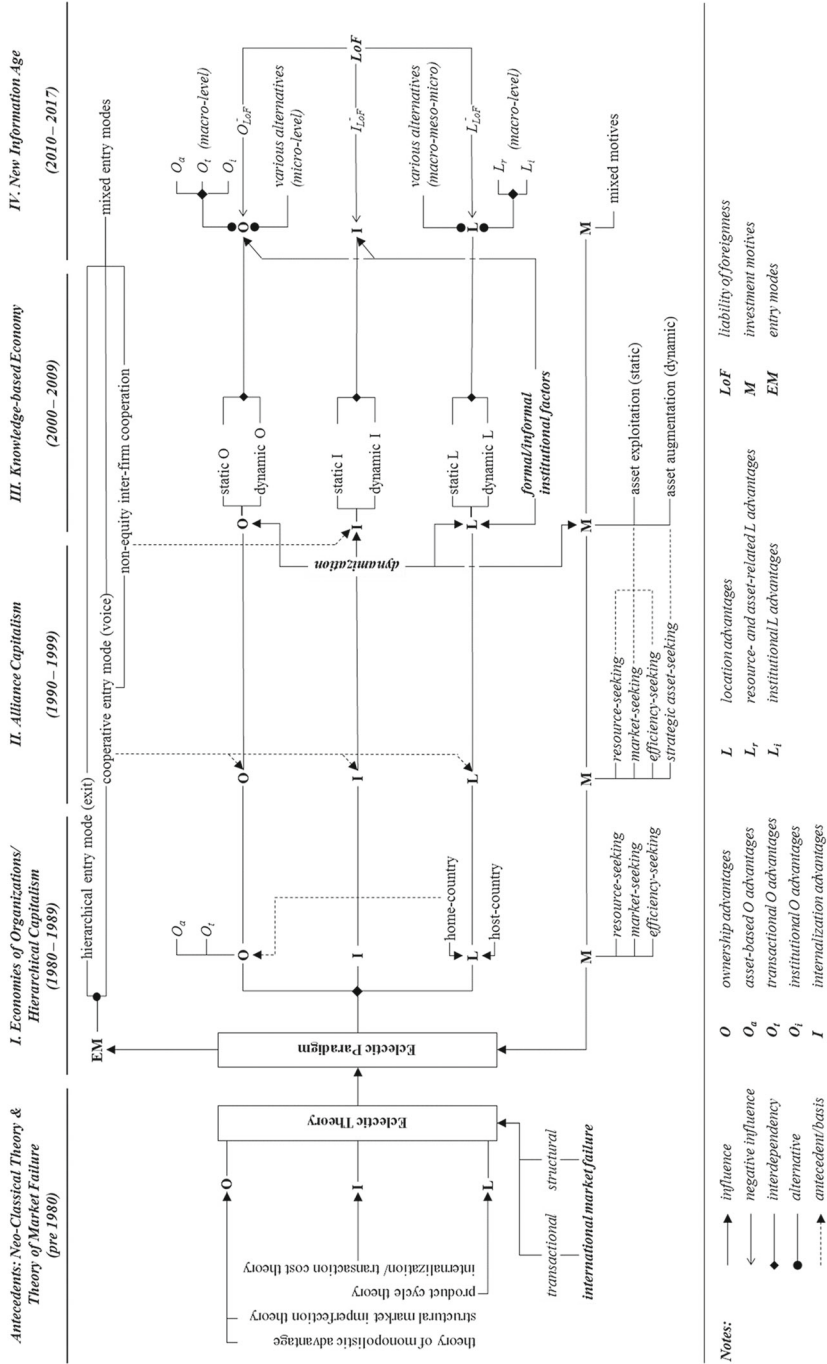 Antecedents: Neo-Classical Theory &
Theory of Market Failure
(pre 1980)
I. Economies of Organizations/
Hierarchical Capitalism
(1980 – 1989)
II. Alliance Capitalism
(1990 – 1999)
III. Knowledge-based Economy
(2000 – 2009)
IV. New Information Age
(2010 – 2017)
EM
hierarchical entry mode (exit)
cooperative entry mode (voice)
non-equity inter-firm cooperation
mixed entry modes
theory of monopolistic advantage
structural market imperfection theory
product cycle theory
internalization/ transaction cost theory
O
I
L
Eclectic Theory
transactional
structural
international market failure
Eclectic Paradigm
Oa
Ot
O
I
home-country
L
host-country
M
resource-seeking
market-seeking
efficiency-seeking
O
I
L
M
resource-seeking
market-seeking
efficiency-seeking
strategic asset-seeking
dynamization
O
static O
dynamic O
I
static I
dynamic I
L
static L
dynamic L
formal/informal
institutional factors
M
asset exploitation (static)
asset augmentation (dynamic)
Oa
Ot (macro-level)
Oi
O
O-LoF
various alternatives
(micro-level)
I
I-LoF
LoF
various alternatives
(macro-meso-micro)
L
L-LoF
Lr
(macro-level)
Li
M
mixed motives
Notes:
influence
negative influence
interdependency
alternative
antecedent/basis
O ownership advantages
Oa asset-based O advantages
Ot transactional O advantages
Oi institutional O advantages
I internalization advantages
L location advantages
Lr resource- and asset-related L advantages
Li institutional L advantages
LoF liability of foreignness
M investment motives
EM entry modes